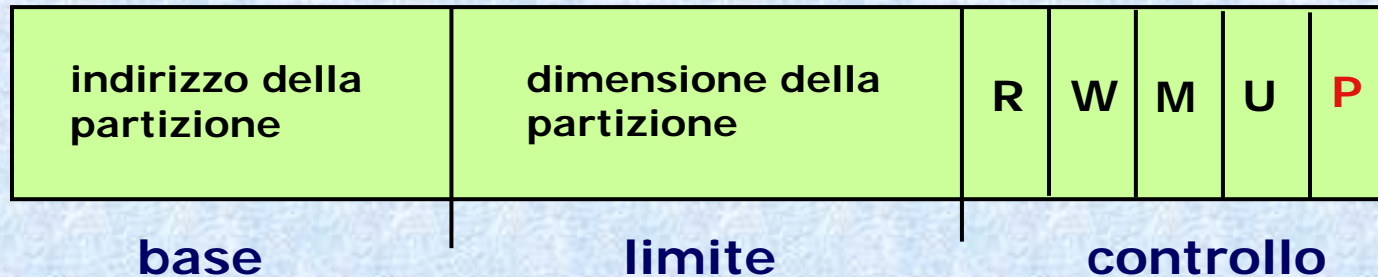 indirizzo della
partizione
dimensione della
partizione
R W M U P
base limite controllo